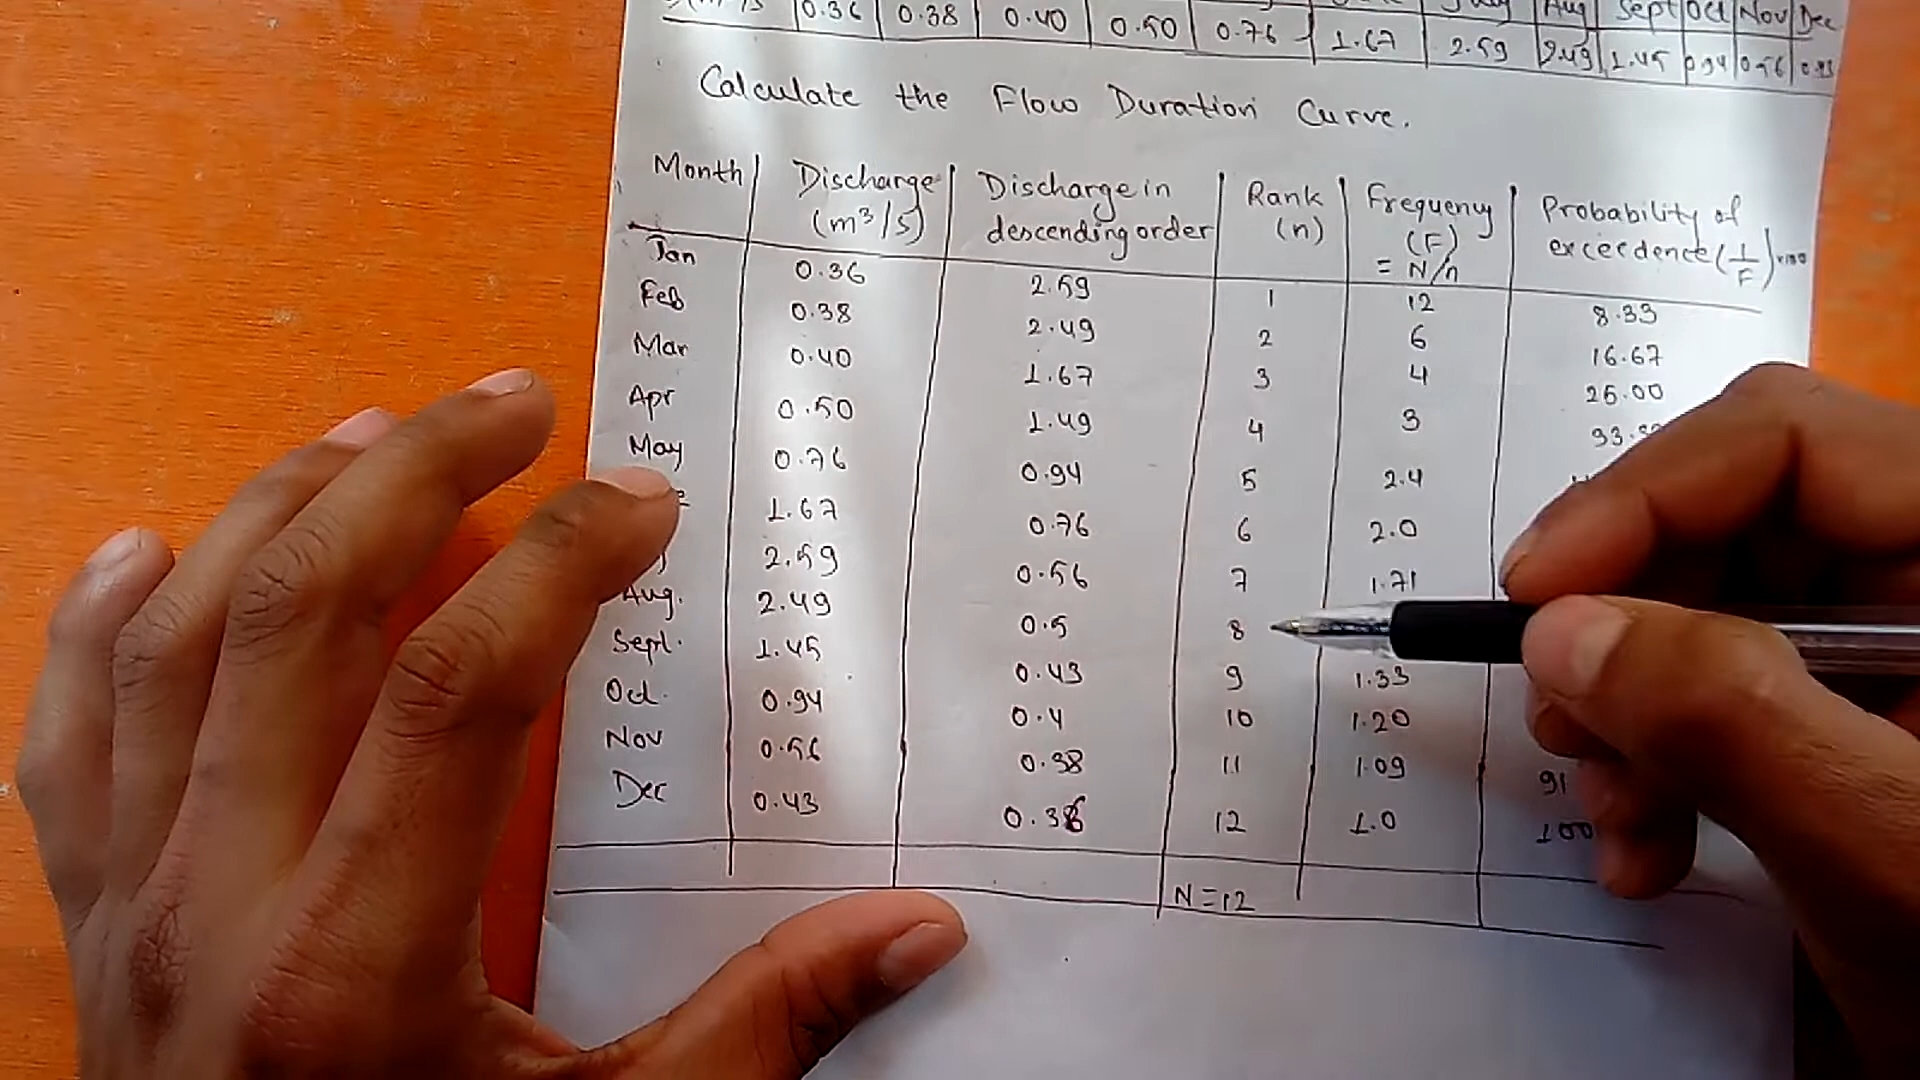 0.36 0.38 0.40 0.50 0.76 1.67 2.59 2.49 1.45 0.94 0.56 0.43
Aug Sept Oct Nov Dec
Calculate the Flow Duration Curve.
Month Discharge (m³/s) Discharge in descending order Rank (n) Frequency (F) = N/n Probability of exceedence (1/F)×100
Jan 0.36 2.59 1 12 8.33
Feb 0.38 2.49 2 6 16.67
Mar 0.40 1.67 3 4 25.00
Apr 0.50 1.49 4 3
May 0.76 0.94 5 2.4
1.67 0.76 6 2.0
2.59 0.56 7 1.71
Aug. 2.49 0.5 8
Sept. 1.45 0.43 9 1.33
Oct. 0.94 0.4 10 1.20
Nov 0.56 0.38 11 1.09 91
Dec 0.43 0.36 12 1.0 100
N=12